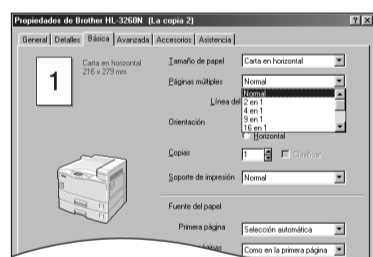 Propiedades de Brother HL-3260N (La copia 2)
General Detalles Básica Avanzada Accesorios Asistencia
1
Carta en horizontal
216 x 279 mm
Tamaño de papel Carta en horizontal
Páginas múltiples Normal
Normal
Línea del 2 en 1
4 en 1
9 en 1
16 en 1
Orientación
Horizontal
Copias 1 Clasificar
Soporte de impresión Normal
Fuente del papel
Primera página Selección automática
Como en la primera página